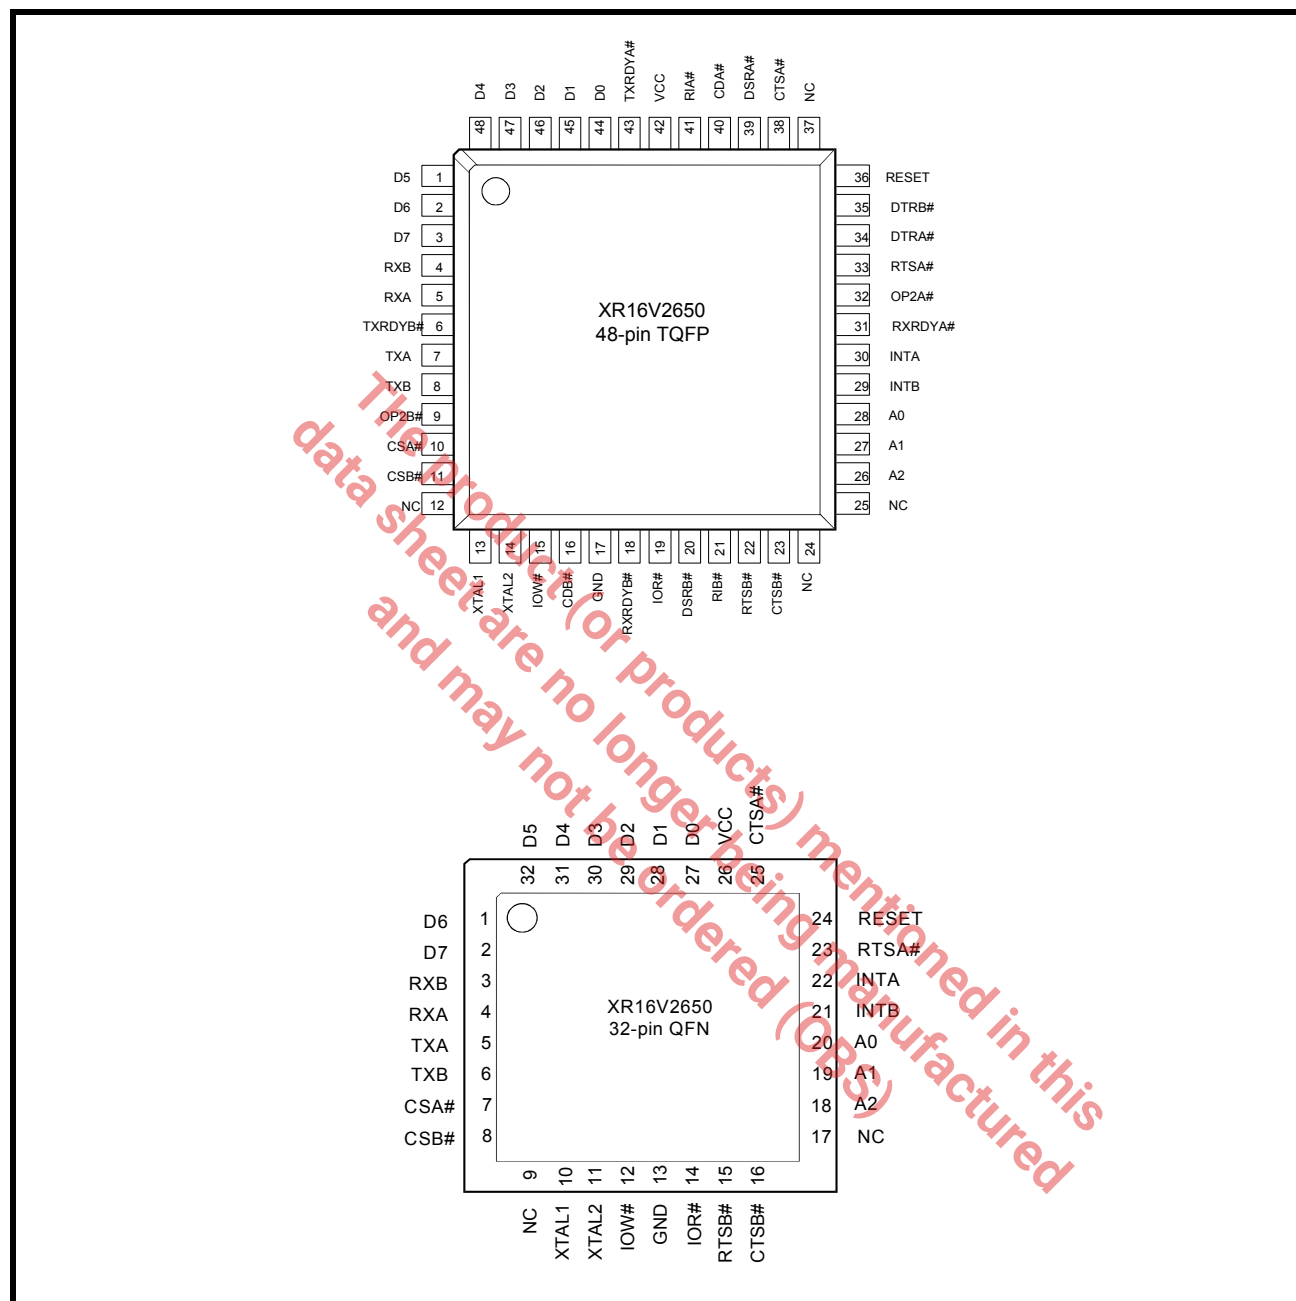 D4 D3 D2 D1 D0 TXRDYA# VCC RIA# CDA# DSRA# CTSA# NC
48 47 46 45 44 43 42 41 40 39 38 37
D5 1
D6 2
D7 3
RXB 4
RXA 5
TXRDYB# 6
TXA 7
TXB 8
OP2B# 9
CSA# 10
CSB# 11
NC 12
XR16V2650
48-pin TQFP
36 RESET
35 DTRB#
34 DTRA#
33 RTSA#
32 OP2A#
31 RXRDYA#
30 INTA
29 INTB
28 A0
27 A1
26 A2
25 NC
13 14 15 16 17 18 19 20 21 22 23 24
XTAL1 XTAL2 IOW# CDB# GND RXRDYB# IOR# DSRB# RIB# RTSB# CTSB# NC
The product (or products) mentioned in this
data sheet are no longer being manufactured
and may not be ordered (OBS)
D5 D4 D3 D2 D1 D0 VCC CTSA#
32 31 30 29 28 27 26 25
D6 1
D7 2
RXB 3
RXA 4
TXA 5
TXB 6
CSA# 7
CSB# 8
XR16V2650
32-pin QFN
24 RESET
23 RTSA#
22 INTA
21 INTB
20 A0
19 A1
18 A2
17 NC
9 10 11 12 13 14 15 16
NC XTAL1 XTAL2 IOW# GND IOR# RTSB# CTSB#